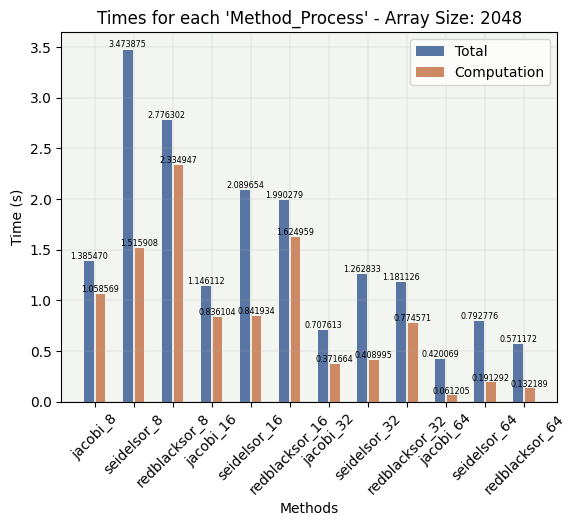 Times for each 'Method_Process' - Array Size: 2048
Total
Computation
Time (s)
3.5
3.0
2.5
2.0
1.5
1.0
0.5
0.0
1.385470
1.058569
3.473875
1.515908
2.776302
2.334947
1.146112
0.836104
2.089654
0.841934
1.990279
1.624959
0.707613
0.371664
1.262833
0.408995
1.181126
0.774571
0.420069
0.061205
0.792776
0.191292
0.571172
0.132189
jacobi_8
seidelsor_8
redblacksor_8
jacobi_16
seidelsor_16
redblacksor_16
jacobi_32
seidelsor_32
redblacksor_32
jacobi_64
seidelsor_64
redblacksor_64
Methods